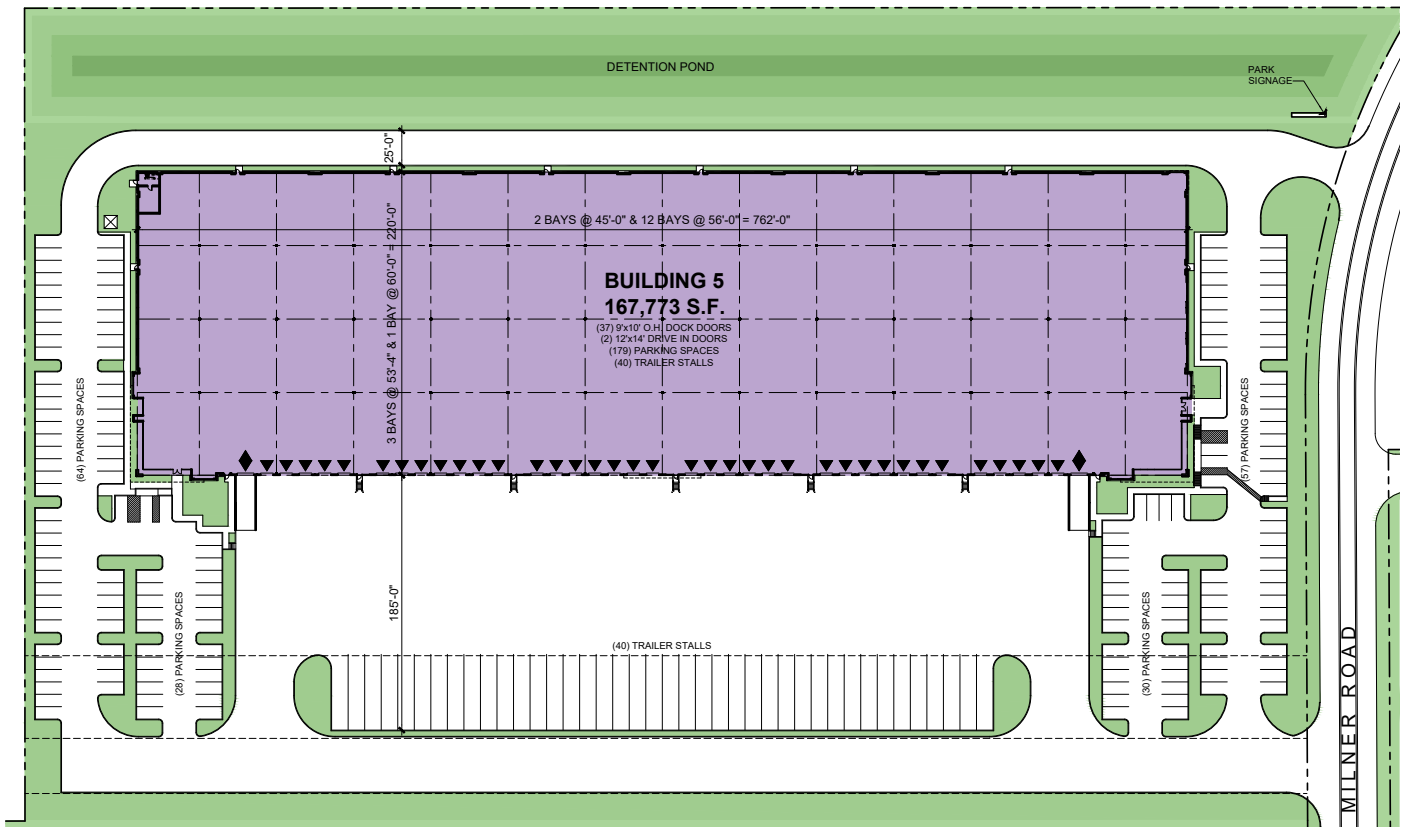 DETENTION POND
PARK
SIGNAGE
25'-0"
2 BAYS @ 45'-0" & 12 BAYS @ 56'-0" = 762'-0"
3 BAYS @ 53'-4" & 1 BAY @ 60'-0" = 220'-0"
BUILDING 5
167,773 S.F.
(37) 9'x10' O.H. DOCK DOORS
(2) 12'x14' DRIVE IN DOORS
(179) PARKING SPACES
(40) TRAILER STALLS
(64) PARKING SPACES
(57) PARKING SPACES
185'-0"
(28) PARKING SPACES
(40) TRAILER STALLS
(30) PARKING SPACES
MILNER ROAD